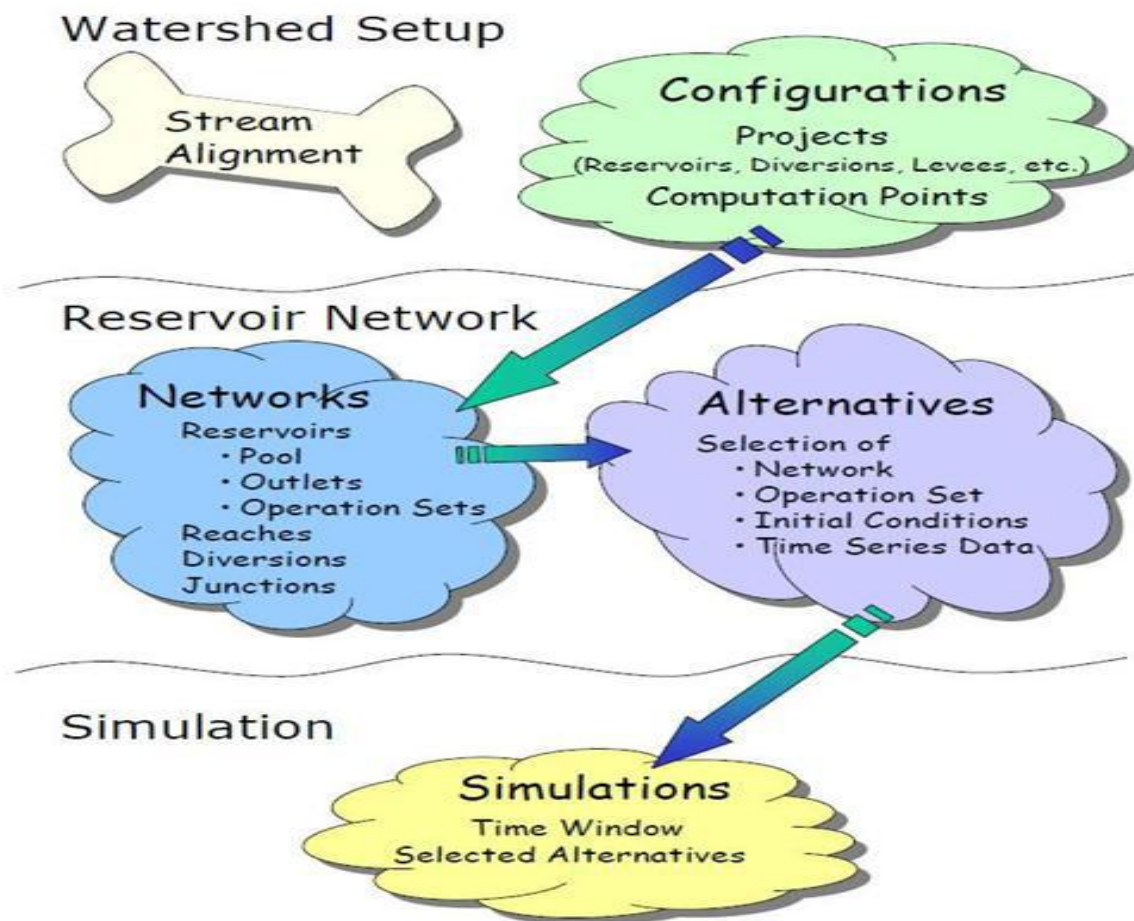 Watershed Setup
Stream
Alignment
Configurations
Projects
(Reservoirs, Diversions, Levees, etc.)
Computation Points
Reservoir Network
Networks
Reservoirs
• Pool
• Outlets
• Operation Sets
Reaches
Diversions
Junctions
Alternatives
Selection of
• Network
• Operation Set
• Initial Conditions
• Time Series Data
Simulation
Simulations
Time Window
Selected Alternatives